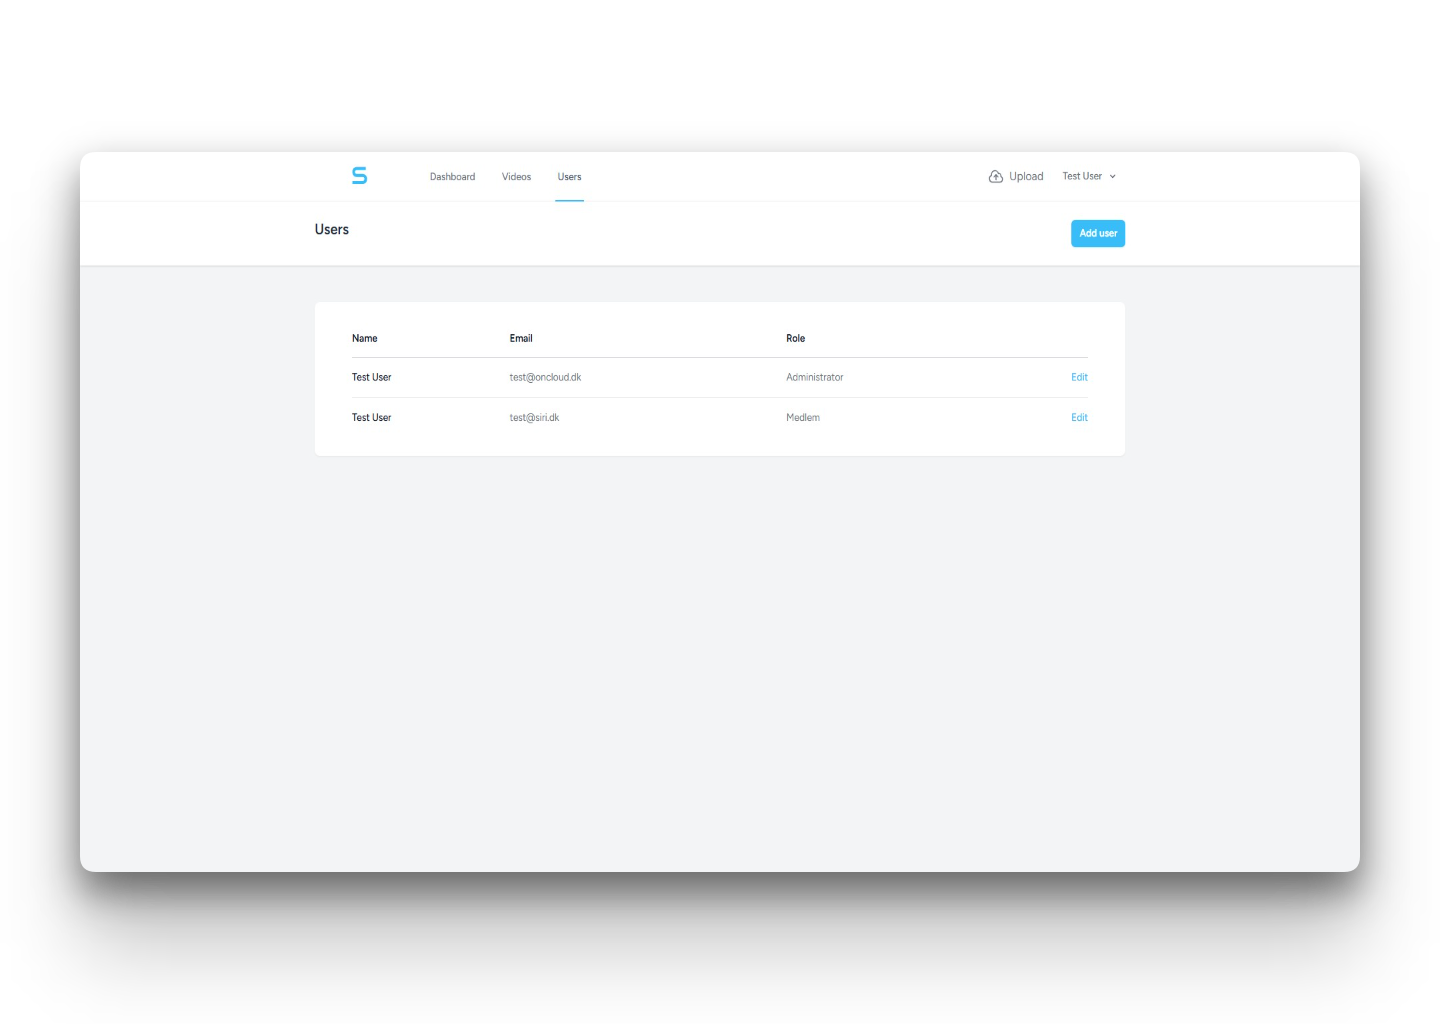 S Dashboard Videos Users Upload Test User
Users Add user
Name Email Role
Test User test@oncloud.dk Administrator Edit
Test User test@siri.dk Medlem Edit